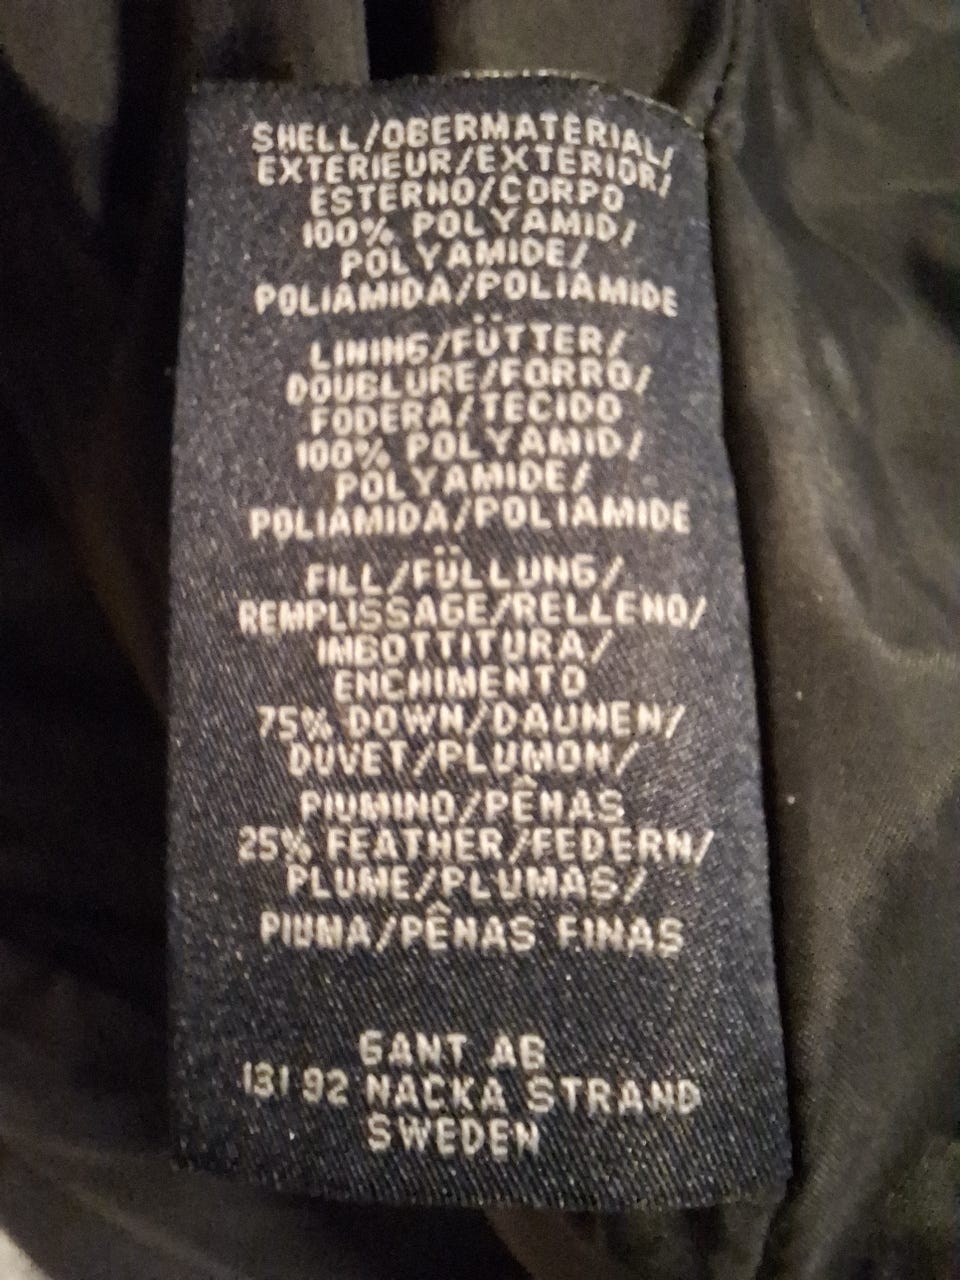 SHELL/OBERMATERIAL/
EXTERIEUR/EXTERIOR/
ESTERNO/CORPO
100% POLYAMID/
POLYAMIDE/
POLIAMIDA/POLIAMIDE
LINING/FÜTTER/
DOUBLURE/FORRO/
FODERA/TECIDO
100% POLYAMID/
POLYAMIDE/
POLIAMIDA/POLIAMIDE
FILL/FÜLLUNG/
REMPLISSAGE/RELLENO/
IMBOTTITURA/
ENCHIMENTO
75% DOWN/DAUNEN/
DUVET/PLUMON/
PIUMINO/PÊNAS
25% FEATHER/FEDERN/
PLUME/PLUMAS/
PIUMA/PÊNAS FINAS
GANT AB
131 92 NACKA STRAND
SWEDEN